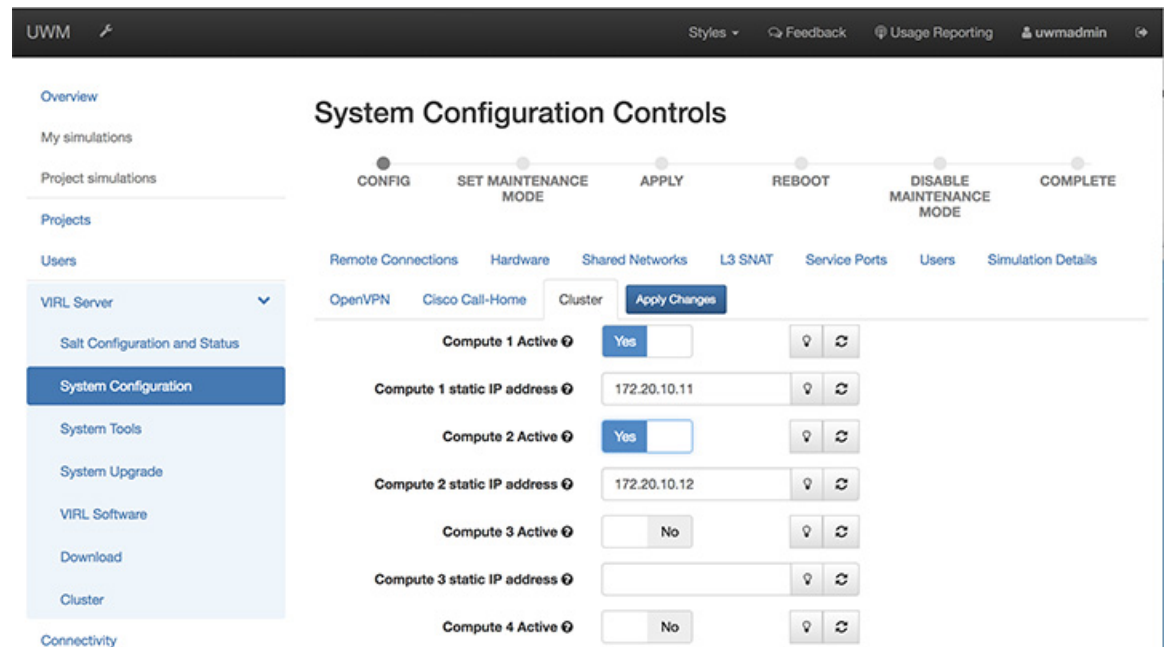 UWM Styles Feedback Usage Reporting uwmadmin
Overview
My simulations
Project simulations
Projects
Users
VIRL Server
Salt Configuration and Status
System Configuration
System Tools
System Upgrade
VIRL Software
Download
Cluster
Connectivity
System Configuration Controls
CONFIG SET MAINTENANCE MODE APPLY REBOOT DISABLE MAINTENANCE MODE COMPLETE
Remote Connections Hardware Shared Networks L3 SNAT Service Ports Users Simulation Details
OpenVPN Cisco Call-Home Cluster Apply Changes
Compute 1 Active Yes
Compute 1 static IP address 172.20.10.11
Compute 2 Active Yes
Compute 2 static IP address 172.20.10.12
Compute 3 Active No
Compute 3 static IP address
Compute 4 Active No